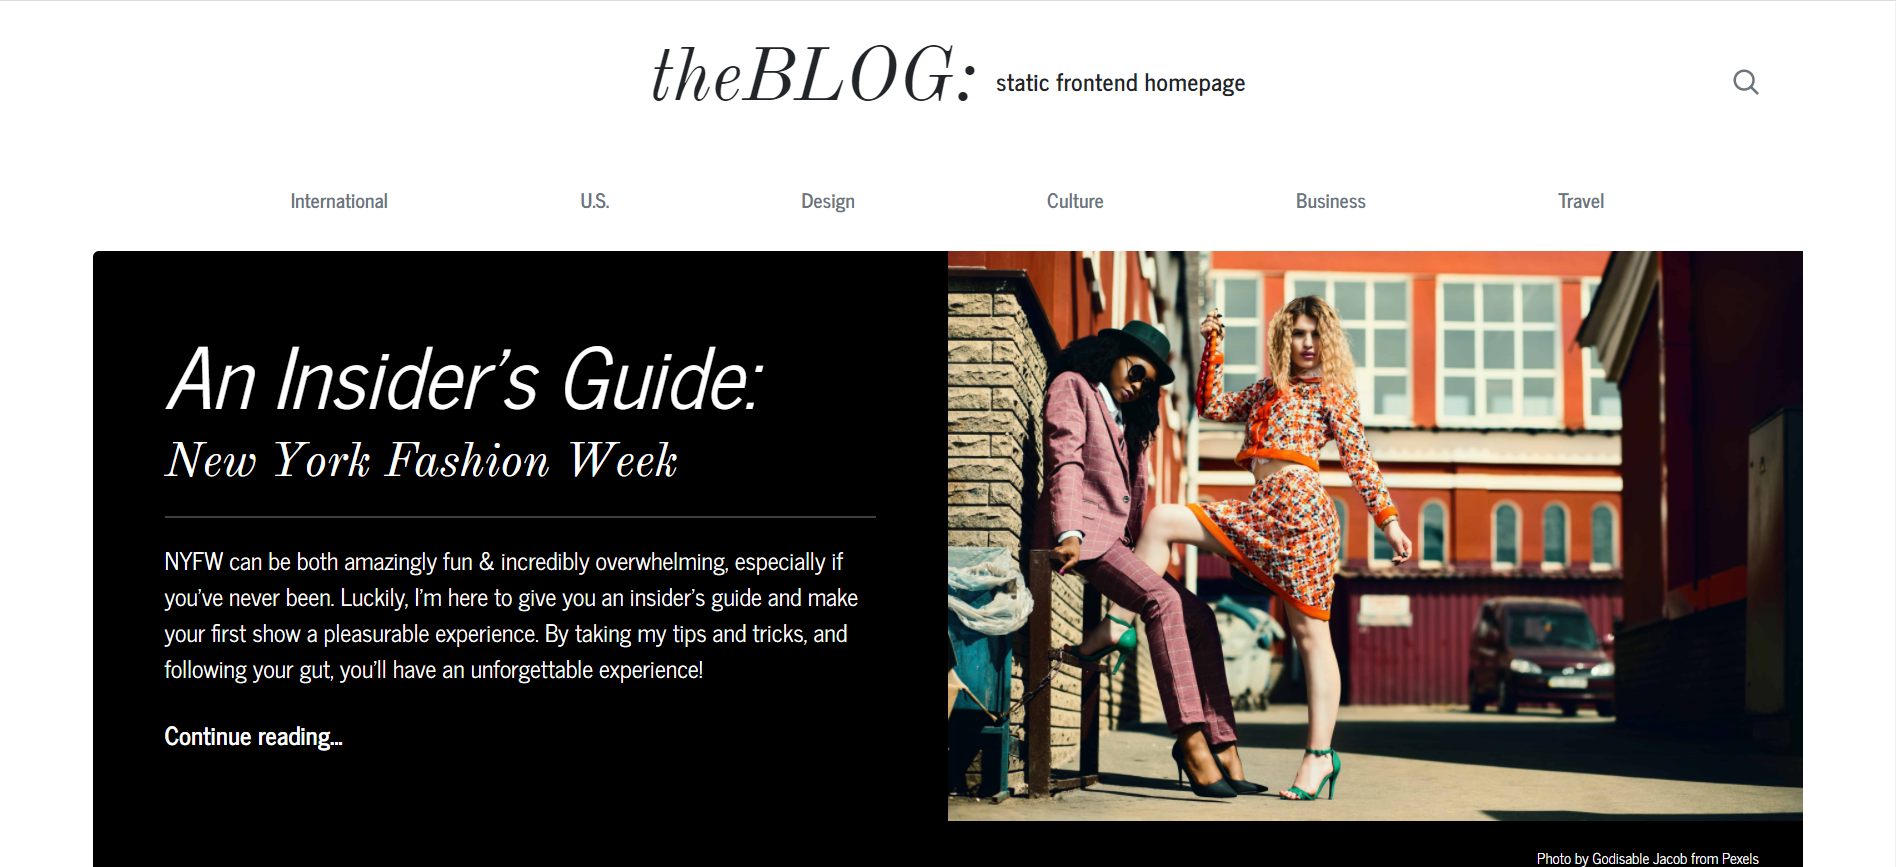 theBLOG: static frontend homepage
International U.S. Design Culture Business Travel
An Insider’s Guide:
New York Fashion Week
NYFW can be both amazingly fun & incredibly overwhelming, especially if
you’ve never been. Luckily, I’m here to give you an insider’s guide and make
your first show a pleasurable experience. By taking my tips and tricks, and
following your gut, you’ll have an unforgettable experience!
Continue reading...
Photo by Godisable Jacob from Pexels